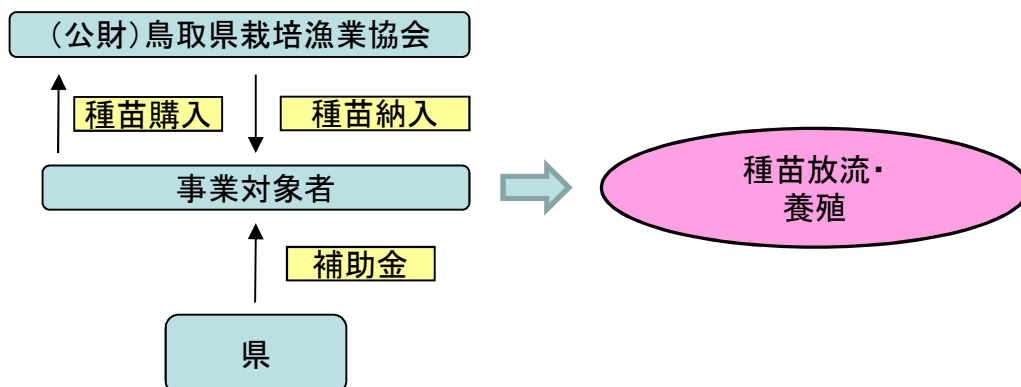 （公財）鳥取県栽培漁業協会
種苗購入
種苗納入
事業対象者
種苗放流・
養殖
補助金
県